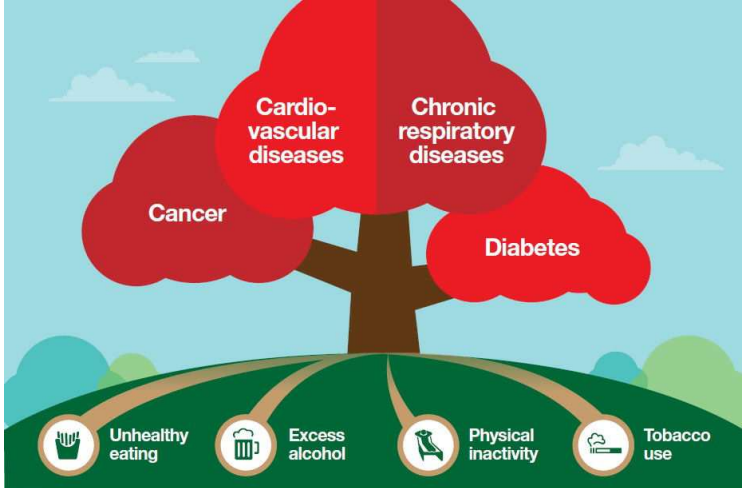 Cardio-
vascular
diseases
Chronic
respiratory
diseases
Cancer
Diabetes
Unhealthy
eating
Excess
alcohol
Physical
inactivity
Tobacco
use